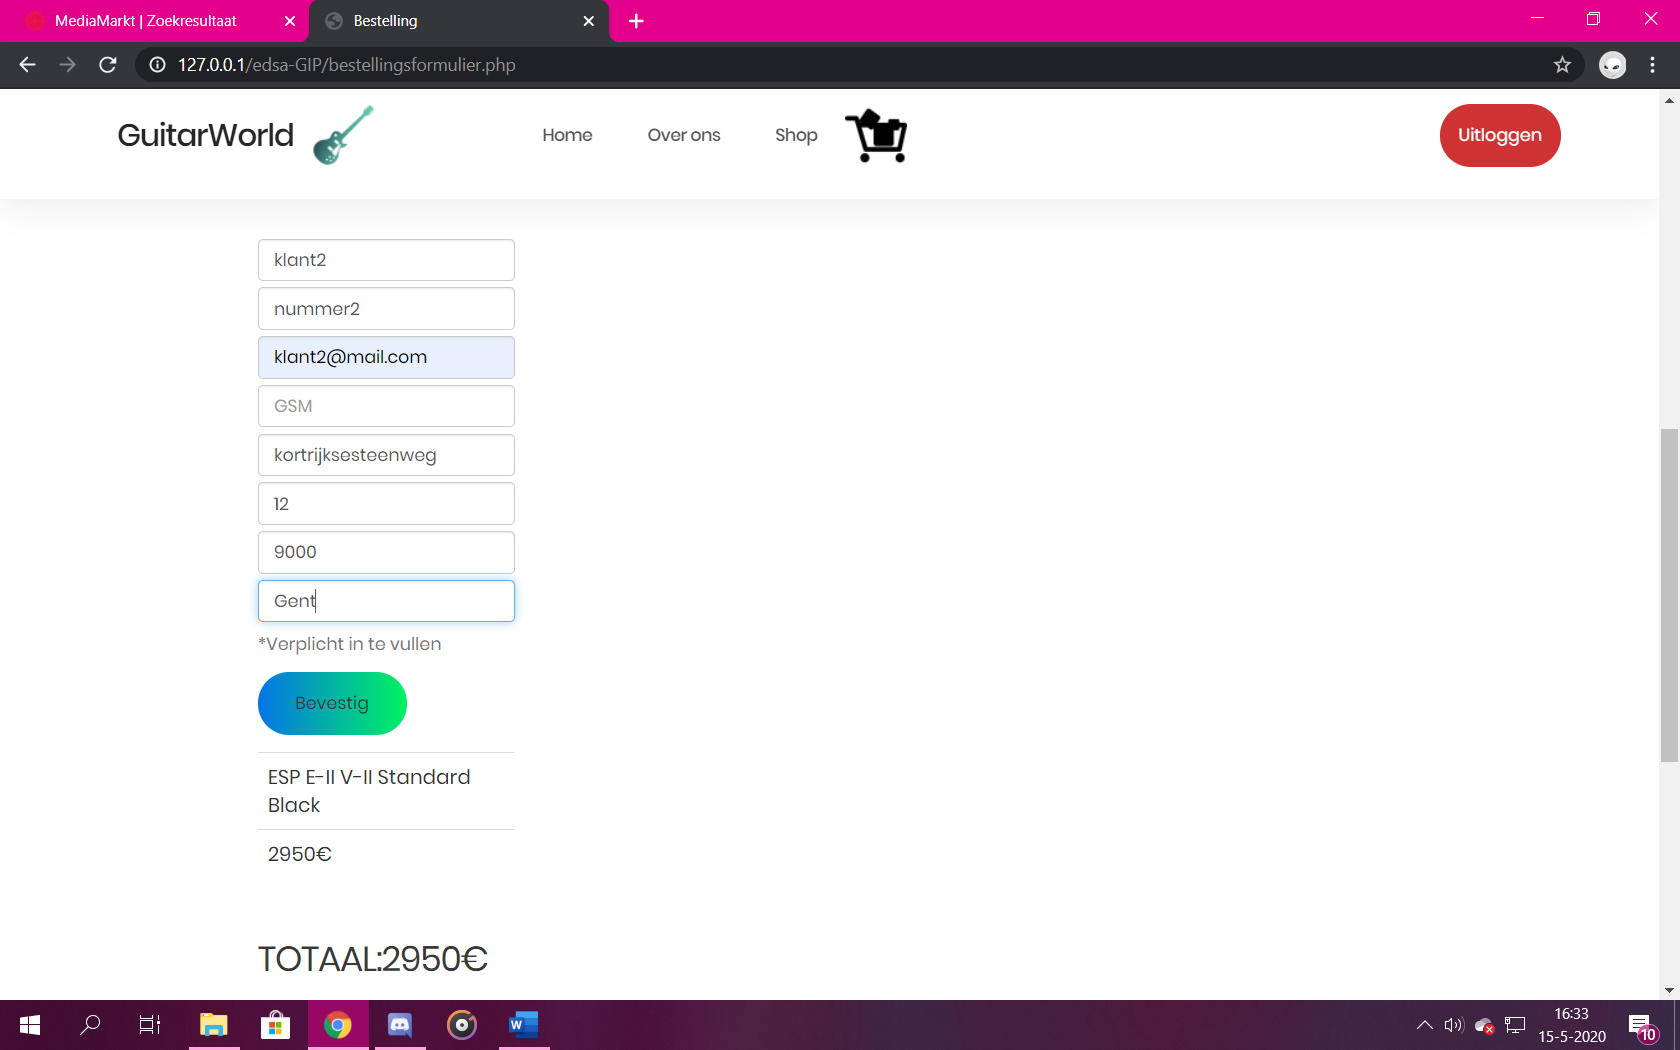 MediaMarkt | Zoekresultaat
Bestelling
127.0.0.1/edsa-GIP/bestellingsformulier.php
GuitarWorld
Home
Over ons
Shop
Uitloggen
klant2
nummer2
klant2@mail.com
GSM
kortrijksesteenweg
12
9000
Gent
*Verplicht in te vullen
Bevestig
ESP E-II V-II Standard
Black
2950€
TOTAAL:2950€
W
16:33
15-5-2020
10